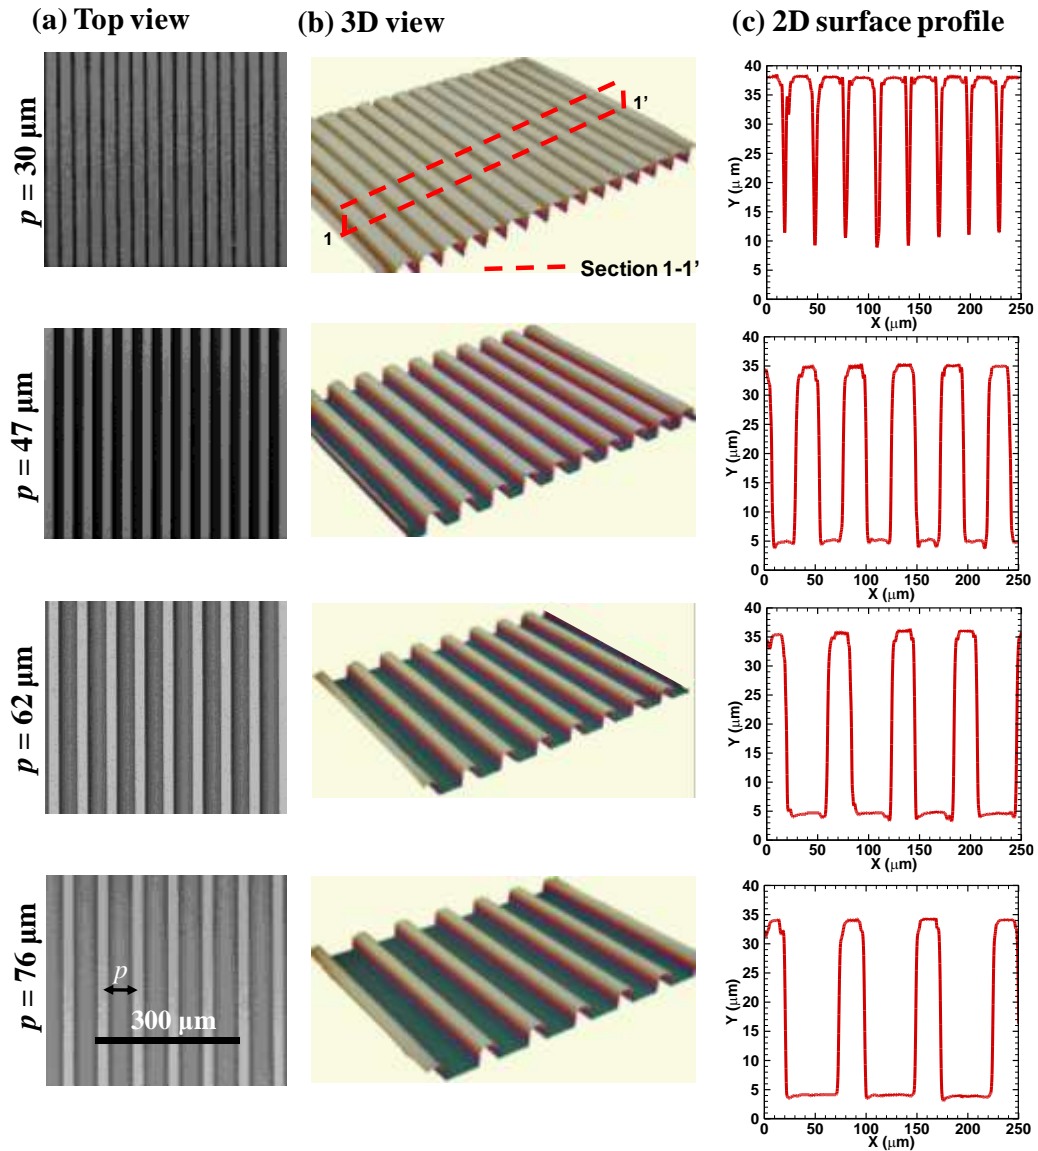 (a) Top view
(b) 3D view
(c) 2D surface profile
p = 30 µm
1
1’
Section 1-1’
Y (µ m)
40
35
30
25
20
15
10
5
0
0 50 100 150 200 250
X (µm)
p = 47 µm
Y (µm)
40
35
30
25
20
15
10
5
0
0 50 100 150 200 250
X (µm)
p = 62 µm
Y (µm)
40
35
30
25
20
15
10
5
0
0 50 100 150 200 250
X (µm)
p = 76 µm
p
300 µm
Y (µm)
40
35
30
25
20
15
10
5
0
0 50 100 150 200 250
X (µm)